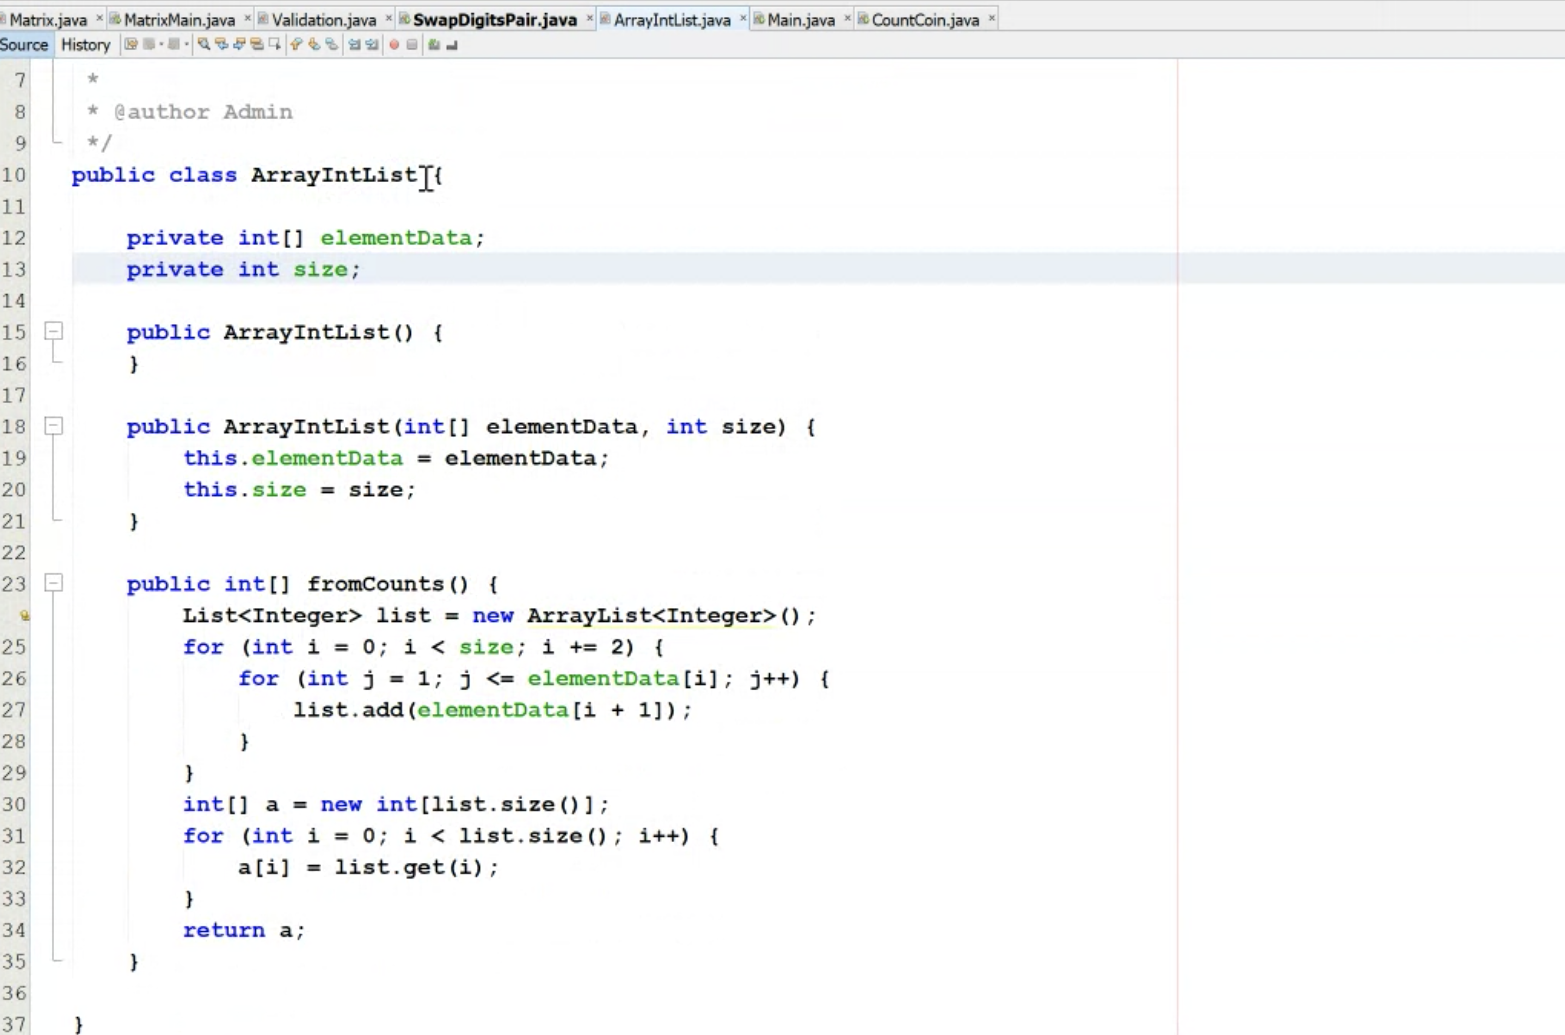 Matrix.java MatrixMain.java Validation.java SwapDigitsPair.java ArrayIntList.java Main.java CountCoin.java
Source History
7 *
8 * @author Admin
9 */
10 public class ArrayIntList {
11
12 private int[] elementData;
13 private int size;
14
15 public ArrayIntList() {
16 }
17
18 public ArrayIntList(int[] elementData, int size) {
19 this.elementData = elementData;
20 this.size = size;
21 }
22
23 public int[] fromCounts() {
List<Integer> list = new ArrayList<Integer>();
25 for (int i = 0; i < size; i += 2) {
26 for (int j = 1; j <= elementData[i]; j++) {
27 list.add(elementData[i + 1]);
28 }
29 }
30 int[] a = new int[list.size()];
31 for (int i = 0; i < list.size(); i++) {
32 a[i] = list.get(i);
33 }
34 return a;
35 }
36
37 }